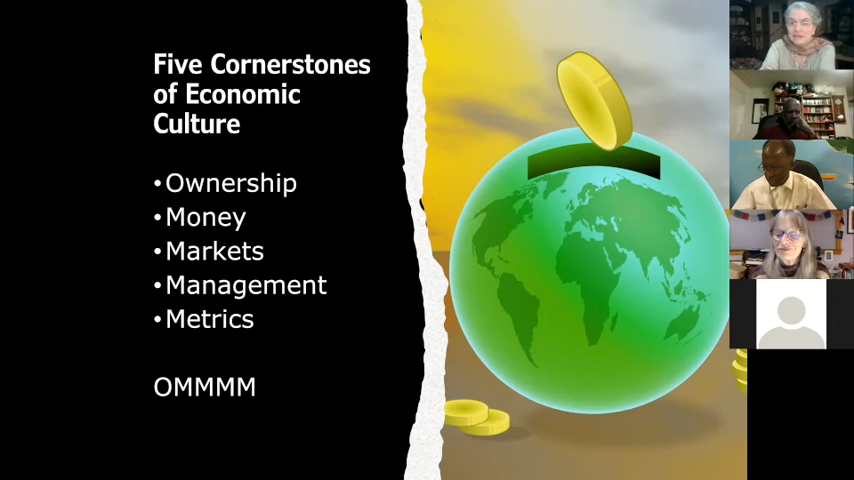 Five Cornerstones
of Economic
Culture
•Ownership
•Money
•Markets
•Management
•Metrics
OMMMM